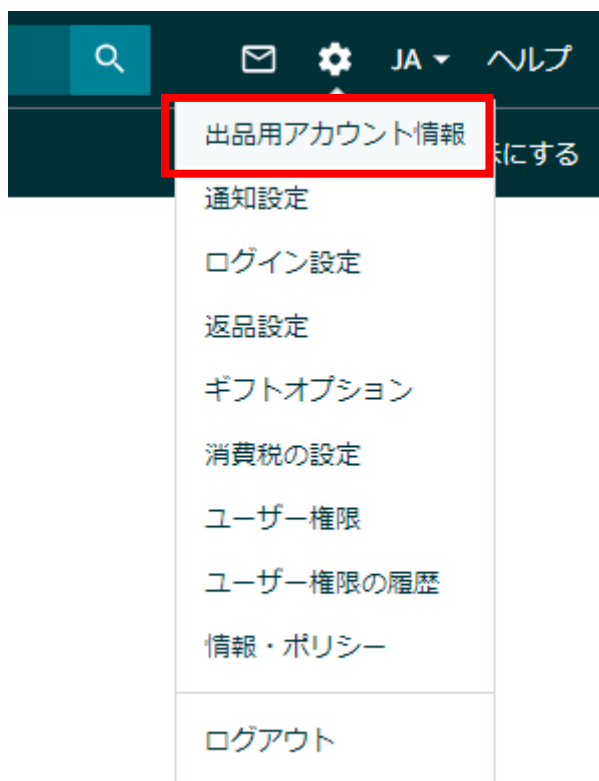 JA ヘルプ
にする
出品用アカウント情報
通知設定
ログイン設定
返品設定
ギフトオプション
消費税の設定
ユーザー権限
ユーザー権限の履歴
情報・ポリシー
ログアウト